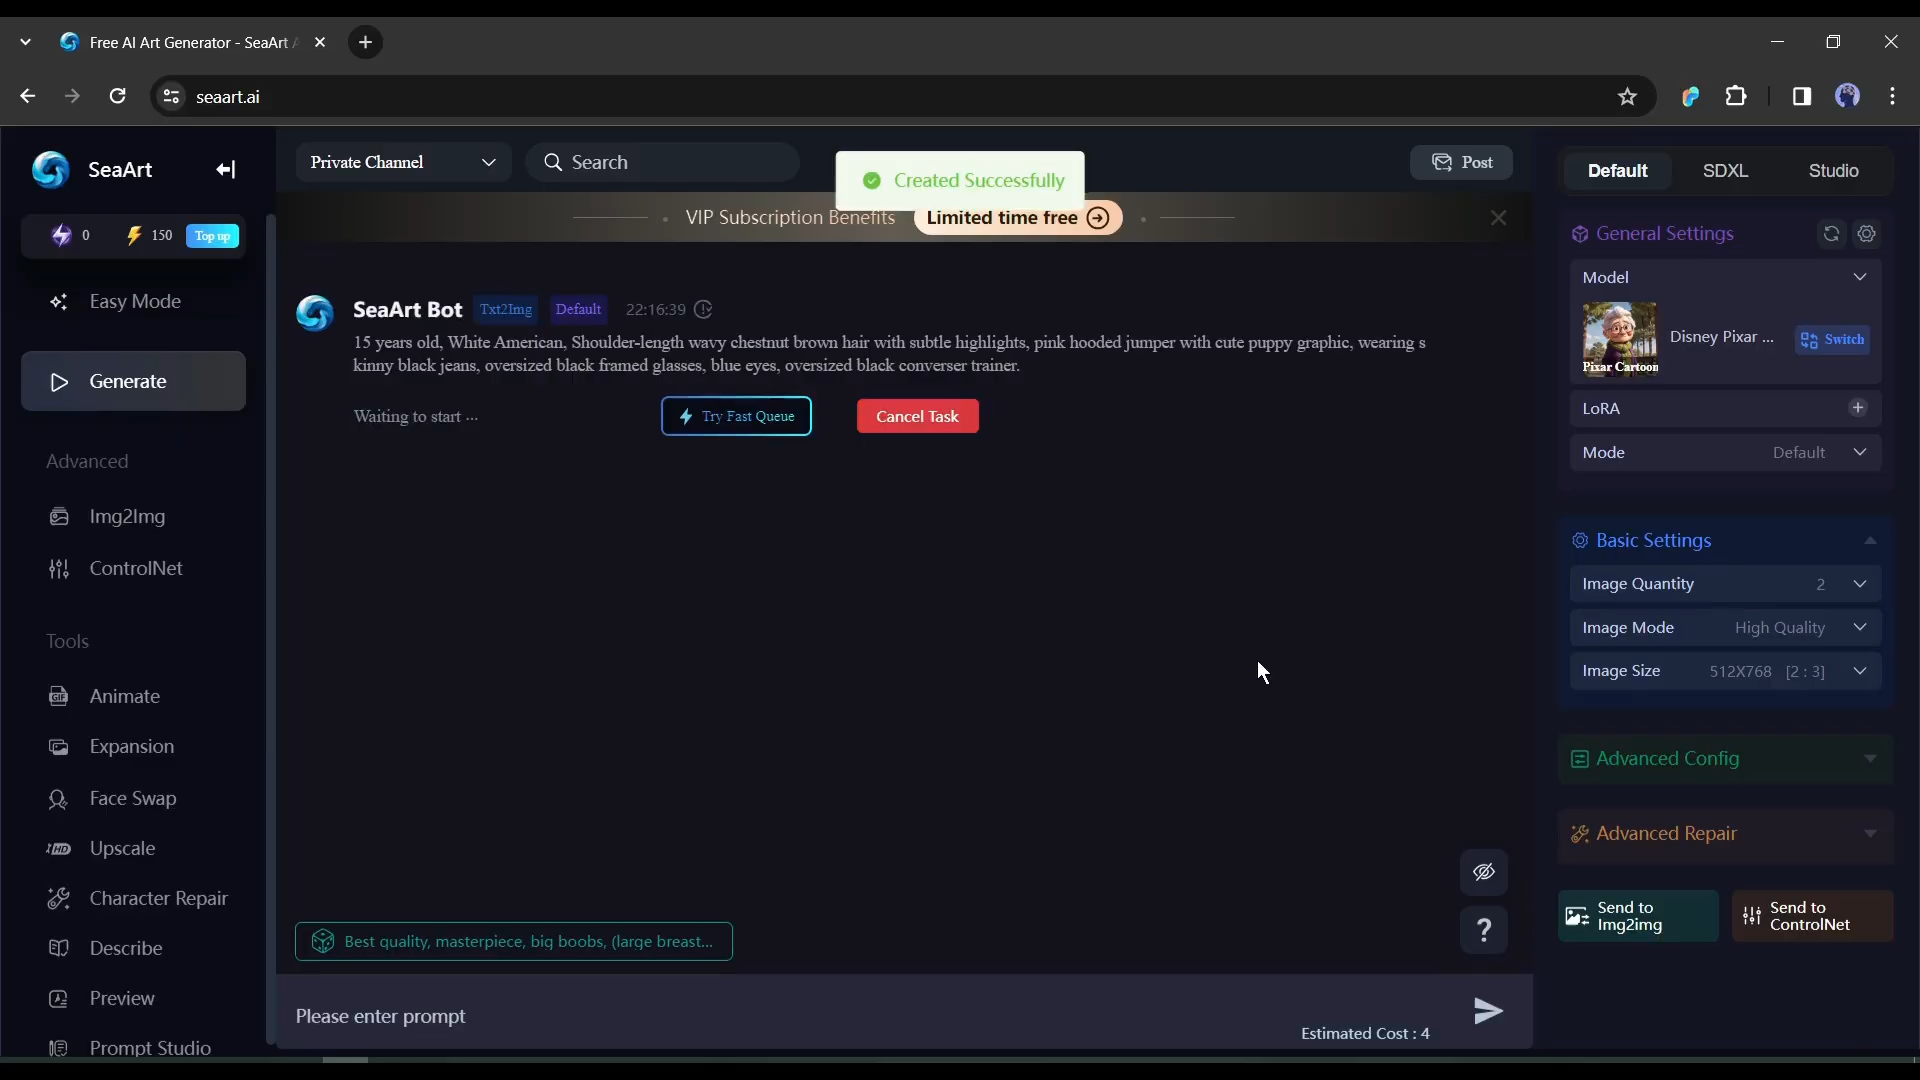 Free AI Art Generator - SeaArt A
seaart.ai
SeaArt
0
150
Top up
Easy Mode
Generate
Advanced
Img2Img
ControlNet
Tools
Animate
Expansion
Face Swap
Upscale
Character Repair
Describe
Preview
Prompt Studio
Private Channel
Search
Created Successfully
Post
VIP Subscription Benefits
Limited time free
SeaArt Bot Txt2Img Default 22:16:39
15 years old, White American, Shoulder-length wavy chestnut brown hair with subtle highlights, pink hooded jumper with cute puppy graphic, wearing s
kinny black jeans, oversized black framed glasses, blue eyes, oversized black converser trainer.
Waiting to start ...
Try Fast Queue
Cancel Task
Best quality, masterpiece, big boobs, (large breast...
Please enter prompt
Estimated Cost : 4
?
Default SDXL Studio
General Settings
Model
Pixar Cartoon
Disney Pixar ...
Switch
LoRA
Mode Default
Basic Settings
Image Quantity 2
Image Mode High Quality
Image Size 512X768 [2 : 3]
Advanced Config
Advanced Repair
Send to
Img2img
Send to
ControlNet